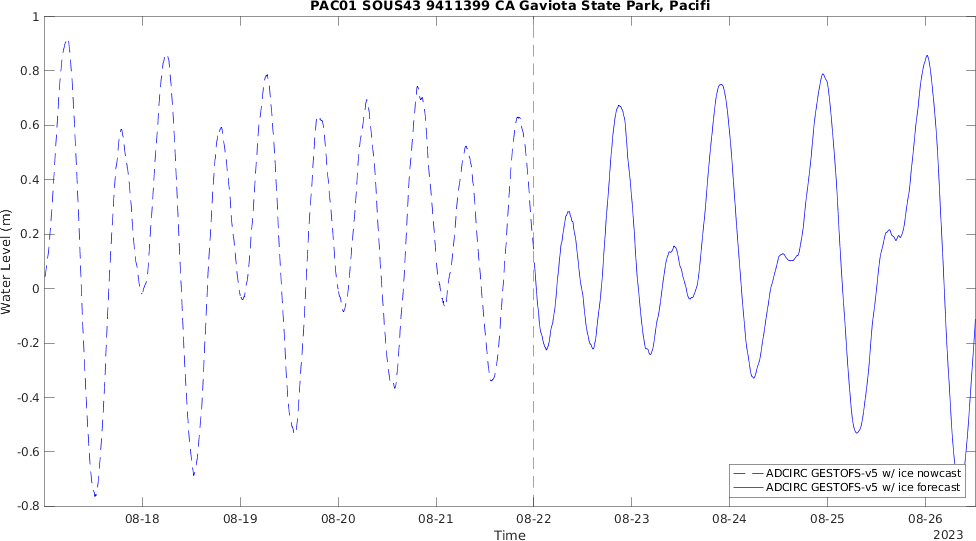 PAC01 SOUS43 9411399 CA Gaviota State Park, Pacifi
1
0.8
0.6
0.4
0.2
0
-0.2
-0.4
-0.6
-0.8
Water Level (m)
ADCIRC GESTOFS-v5 w/ ice nowcast
ADCIRC GESTOFS-v5 w/ ice forecast
08-18 08-19 08-20 08-21 08-22 08-23 08-24 08-25 08-26
Time
2023